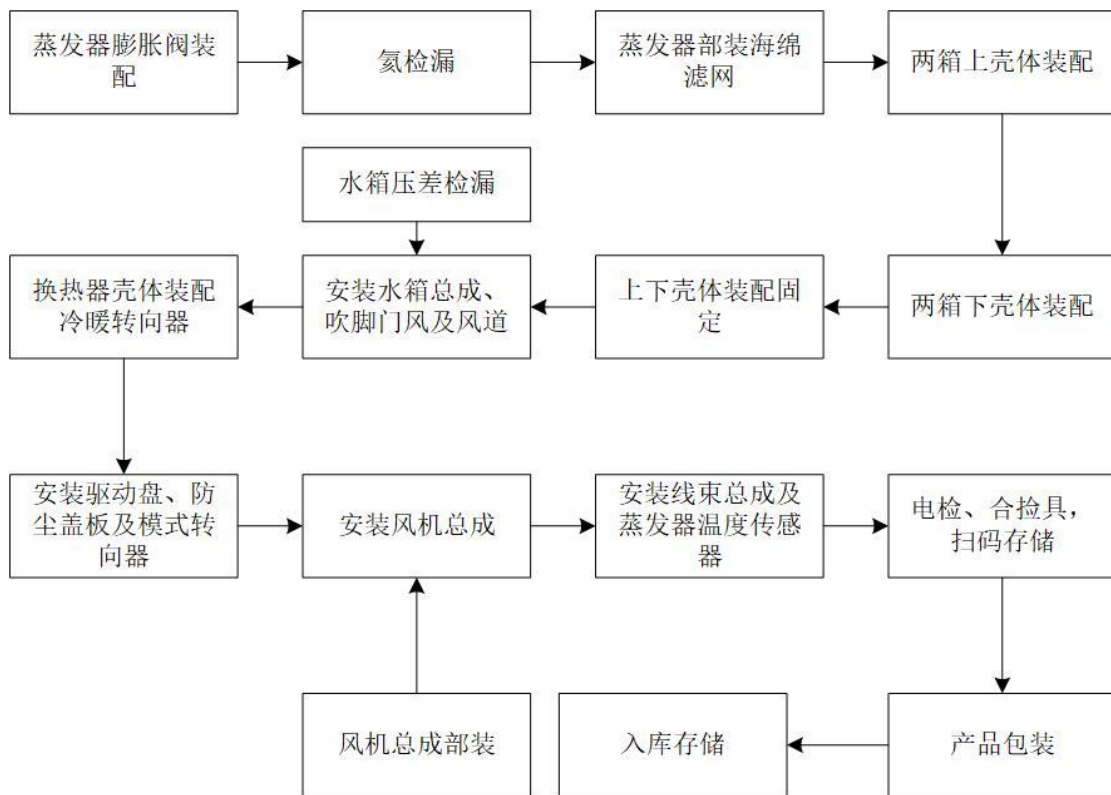 蒸发器膨胀阀装
配
氨检漏
蒸发器部装海绵
滤网
两箱上壳体装配
水箱压差检漏
换热器壳体装配
冷暖转向器
安装水箱总成、
吹脚门风及风道
上下壳体装配固
定
两箱下壳体装配
安装驱动盘、防
尘盖板及模式转
向器
安装风机总成
安装线束总成及
蒸发器温度传感
器
电检、合捡具，
扫码存储
风机总成部装
入库存储
产品包装